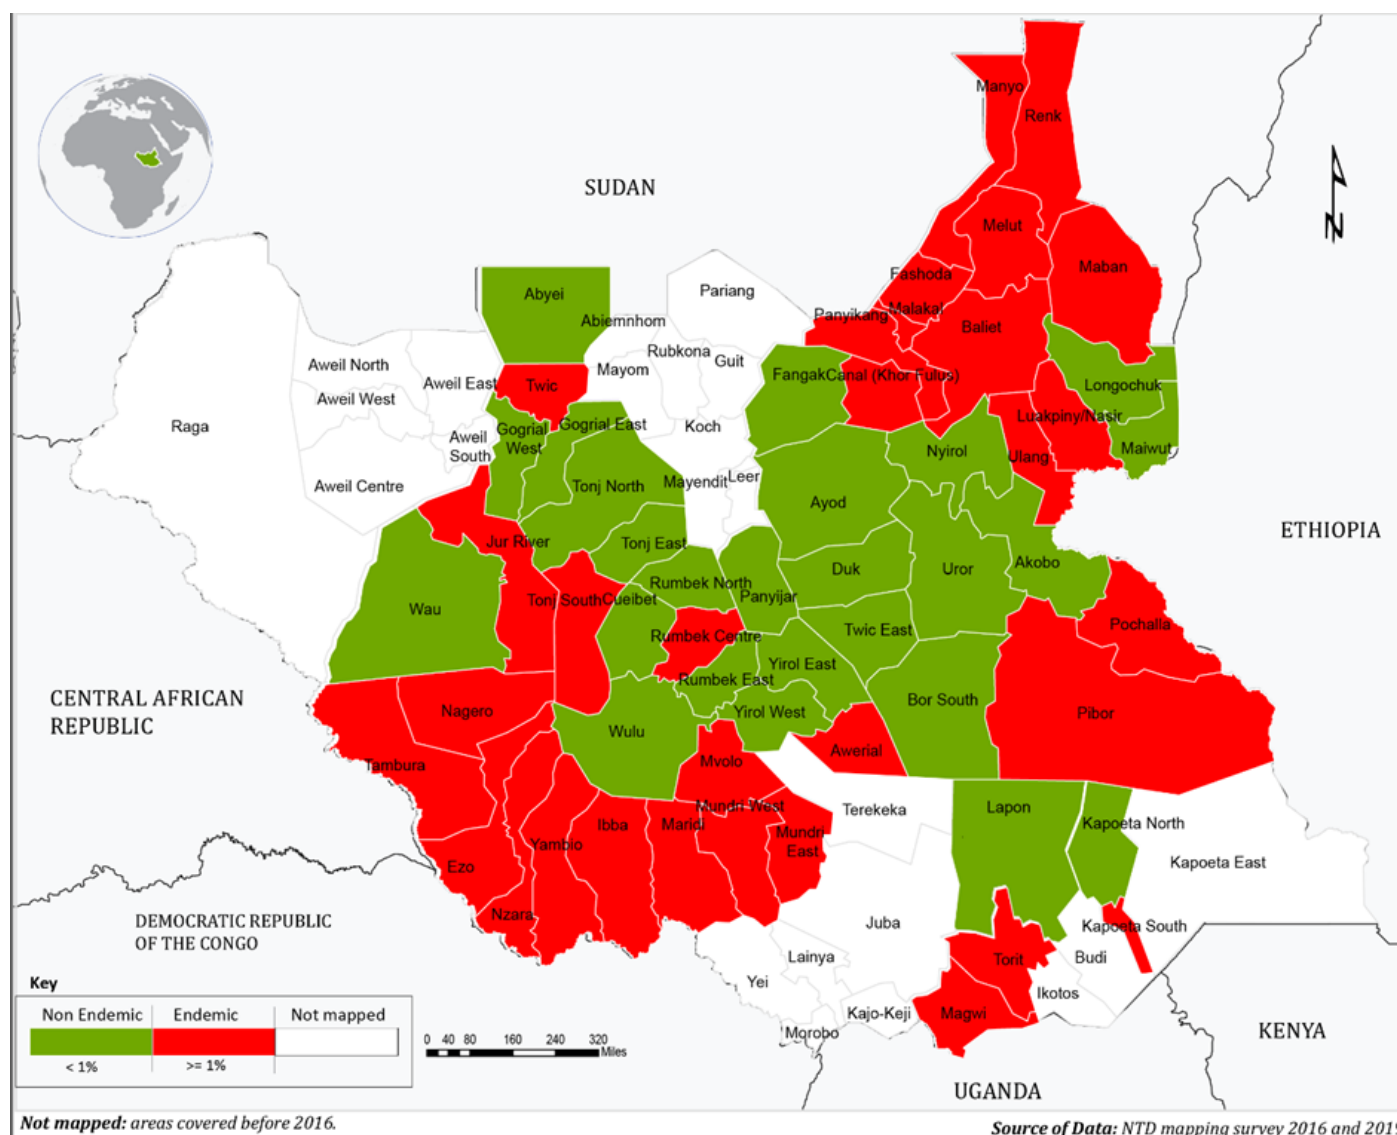 SUDAN
Manyo
Renk
Melut
Maban
Fashoda
Malakal
Panyikang
Baliet
Abyei
Abiemnhom
Pariang
Rubkona
Guit
Mayom
Aweil North
Aweil East
Aweil West
Twic
Raga
Aweil
South
Gogrial
West
Gogrial East
Koch
Fangak
Canal (Khor Fulus)
Longochuk
Luakpiny/Nasir
Maiwut
Nyirol
Ulang
Aweil Centre
Tonj North
Mayendit
Leer
Ayod
ETHIOPIA
Jur River
Tonj East
Duk
Uror
Akobo
Wau
Tonj South
Cueibet
Rumbek North
Panyijar
Rumbek Centre
Twic East
Pochalla
Yirol East
Rumbek East
CENTRAL AFRICAN
REPUBLIC
Nagero
Wulu
Yirol West
Bor South
Pibor
Tambura
Mvolo
Awerial
Mundri West
Terekeka
Lapon
Kapoeta North
Ibba
Maridi
Mundri
East
Yambio
Ezo
Kapoeta East
Nzara
DEMOCRATIC REPUBLIC
OF THE CONGO
Juba
Kapoeta South
Lainya
Torit
Budi
Yei
Ikotos
Kajo-Keji
Magwi
Morobo
KENYA
UGANDA
Key
Non Endemic
Endemic
Not mapped
< 1%
>= 1%
0 40 80 160 240 320
Miles
Not mapped: areas covered before 2016.
Source of Data: NTD mapping survey 2016 and 201